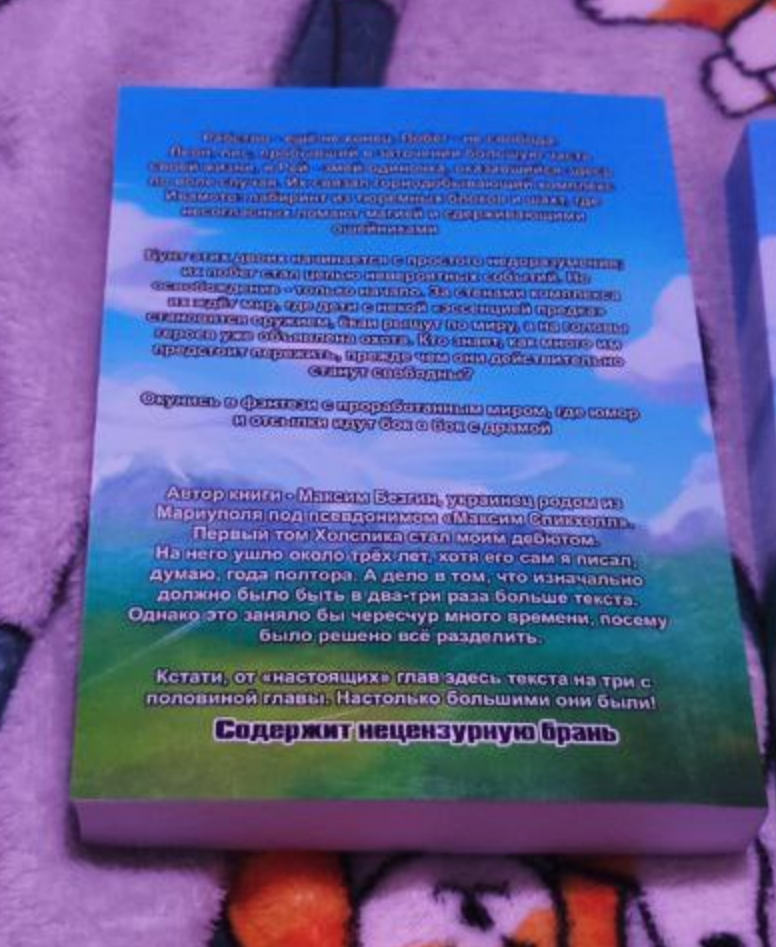 Рабство - ещё не конец. Побег - не свобода.
Леон, лис, пробывший в заточении большую часть
своей жизни, и Рей - змей одиночка, оказавшийся здесь
по воле случая. Их связал горнодобывающий комплекс
лабиринт из тюремных блоков и шахт, где
несогласных ломают магией и сдерживающими
ошейниками
Бунт этих двоих начинается с простого недоразумения;
их побег стал цепью невероятных событий. Но
освобождение - только начало. За стенами комплекса
их ждёт мир, где дети с некой «эссенцией предка»
становятся оружием, ёкаи рыщут по миру, а на головы
героев уже объявлена охота. Кто знает, как много им
предстоит пережить, прежде чем они действительно
станут свободны?
Окунись в фэнтези с проработанным миром, где юмор
и отсылки идут бок о бок с драмой
Автор книги - Максим Безгин, украинец родом из
Мариуполя под псевдонимом «Максим Спикхолл».
Первый том Холспика стал моим дебютом.
На него ушло около трёх лет, хотя его сам я писал,
думаю, года полтора. А дело в том, что изначально
должно было быть в два-три раза больше текста.
Однако это заняло бы чересчур много времени, посему
было решено всё разделить.
Кстати, от «настоящих» глав здесь текста на три с
половиной главы. Настолько большими они были!
Содержит нецензурную брань